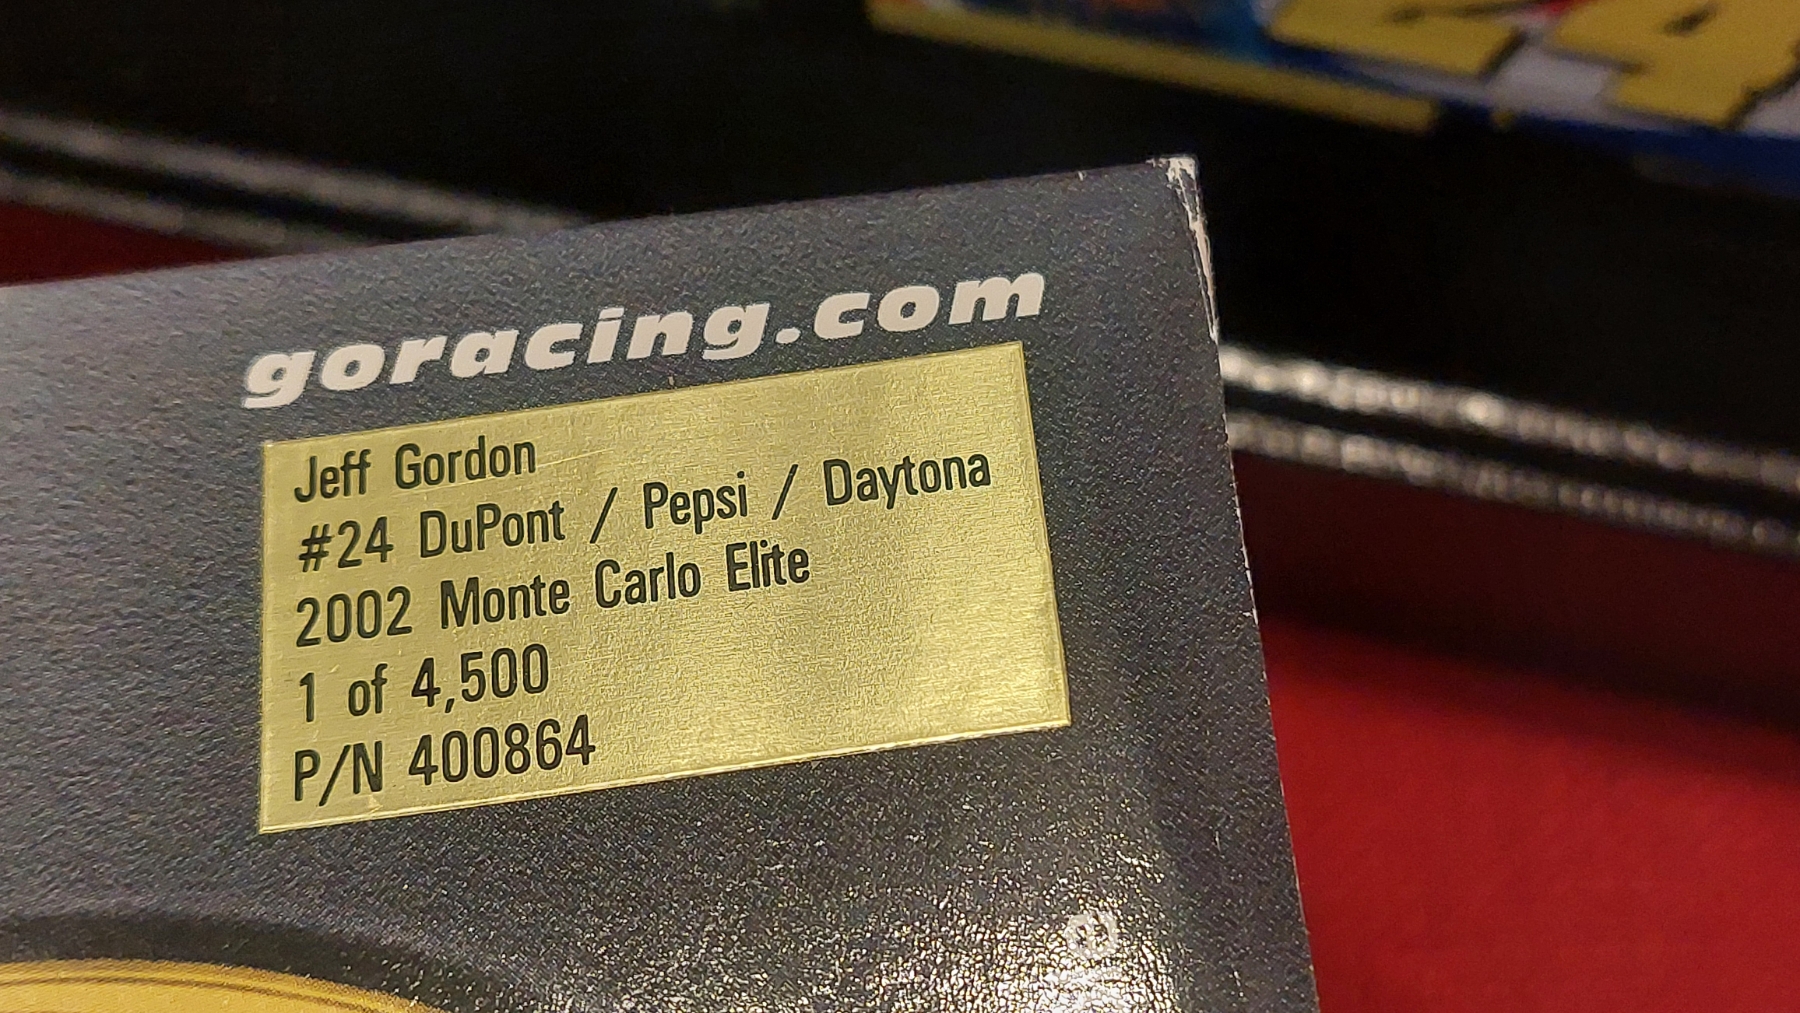 goracing.com
Jeff Gordon
#24 DuPont / Pepsi / Daytona
2002 Monte Carlo Elite
1 of 4,500
P/N 400864